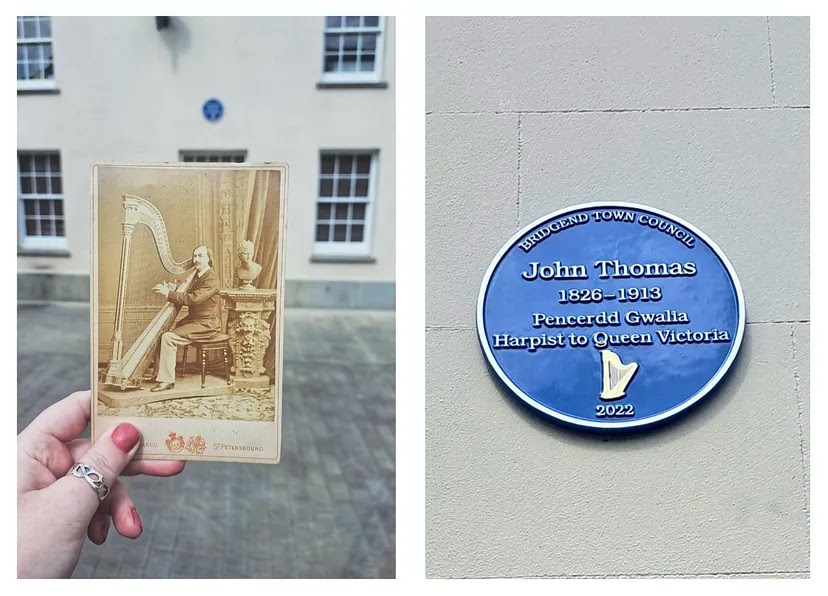 St PETERSBOURG
BRIDGEND TOWN COUNCIL
John Thomas
1826–1913
Pencerdd Gwalia
Harpist to Queen Victoria
2022